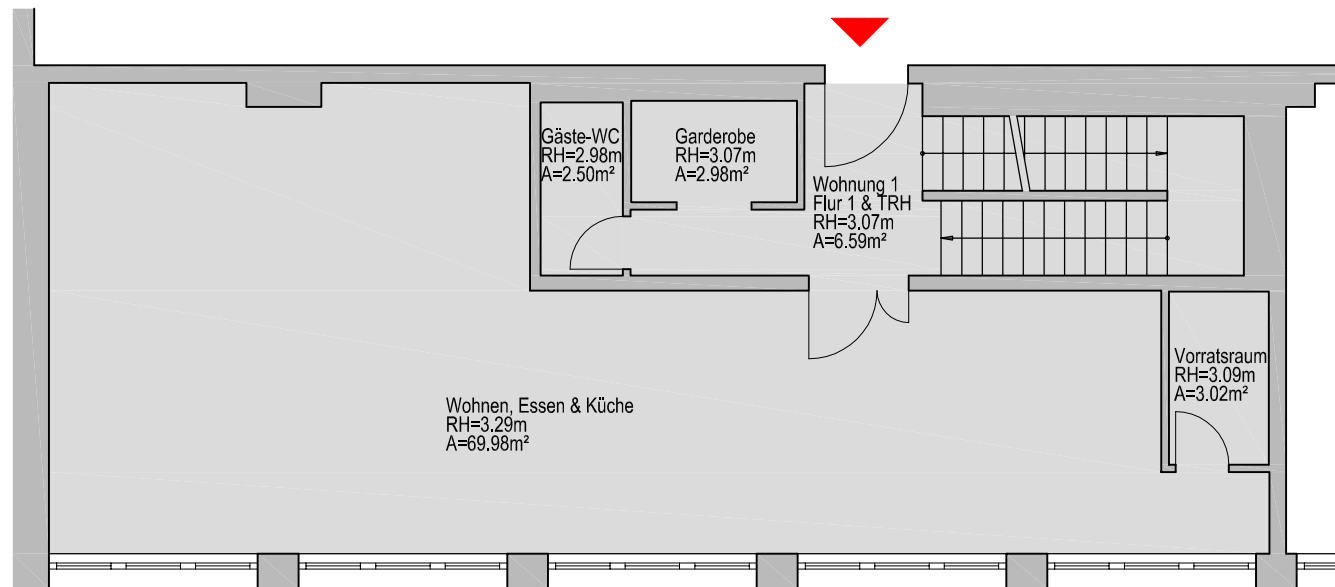 Gäste-WC
RH=2.98m
A=2.50m²
Garderobe
RH=3.07m
A=2.98m²
Wohnung 1
Flur 1 & TRH
RH=3.07m
A=6.59m²
Vorratsraum
RH=3.09m
A=3.02m²
Wohnen, Essen & Küche
RH=3.29m
A=69.98m²